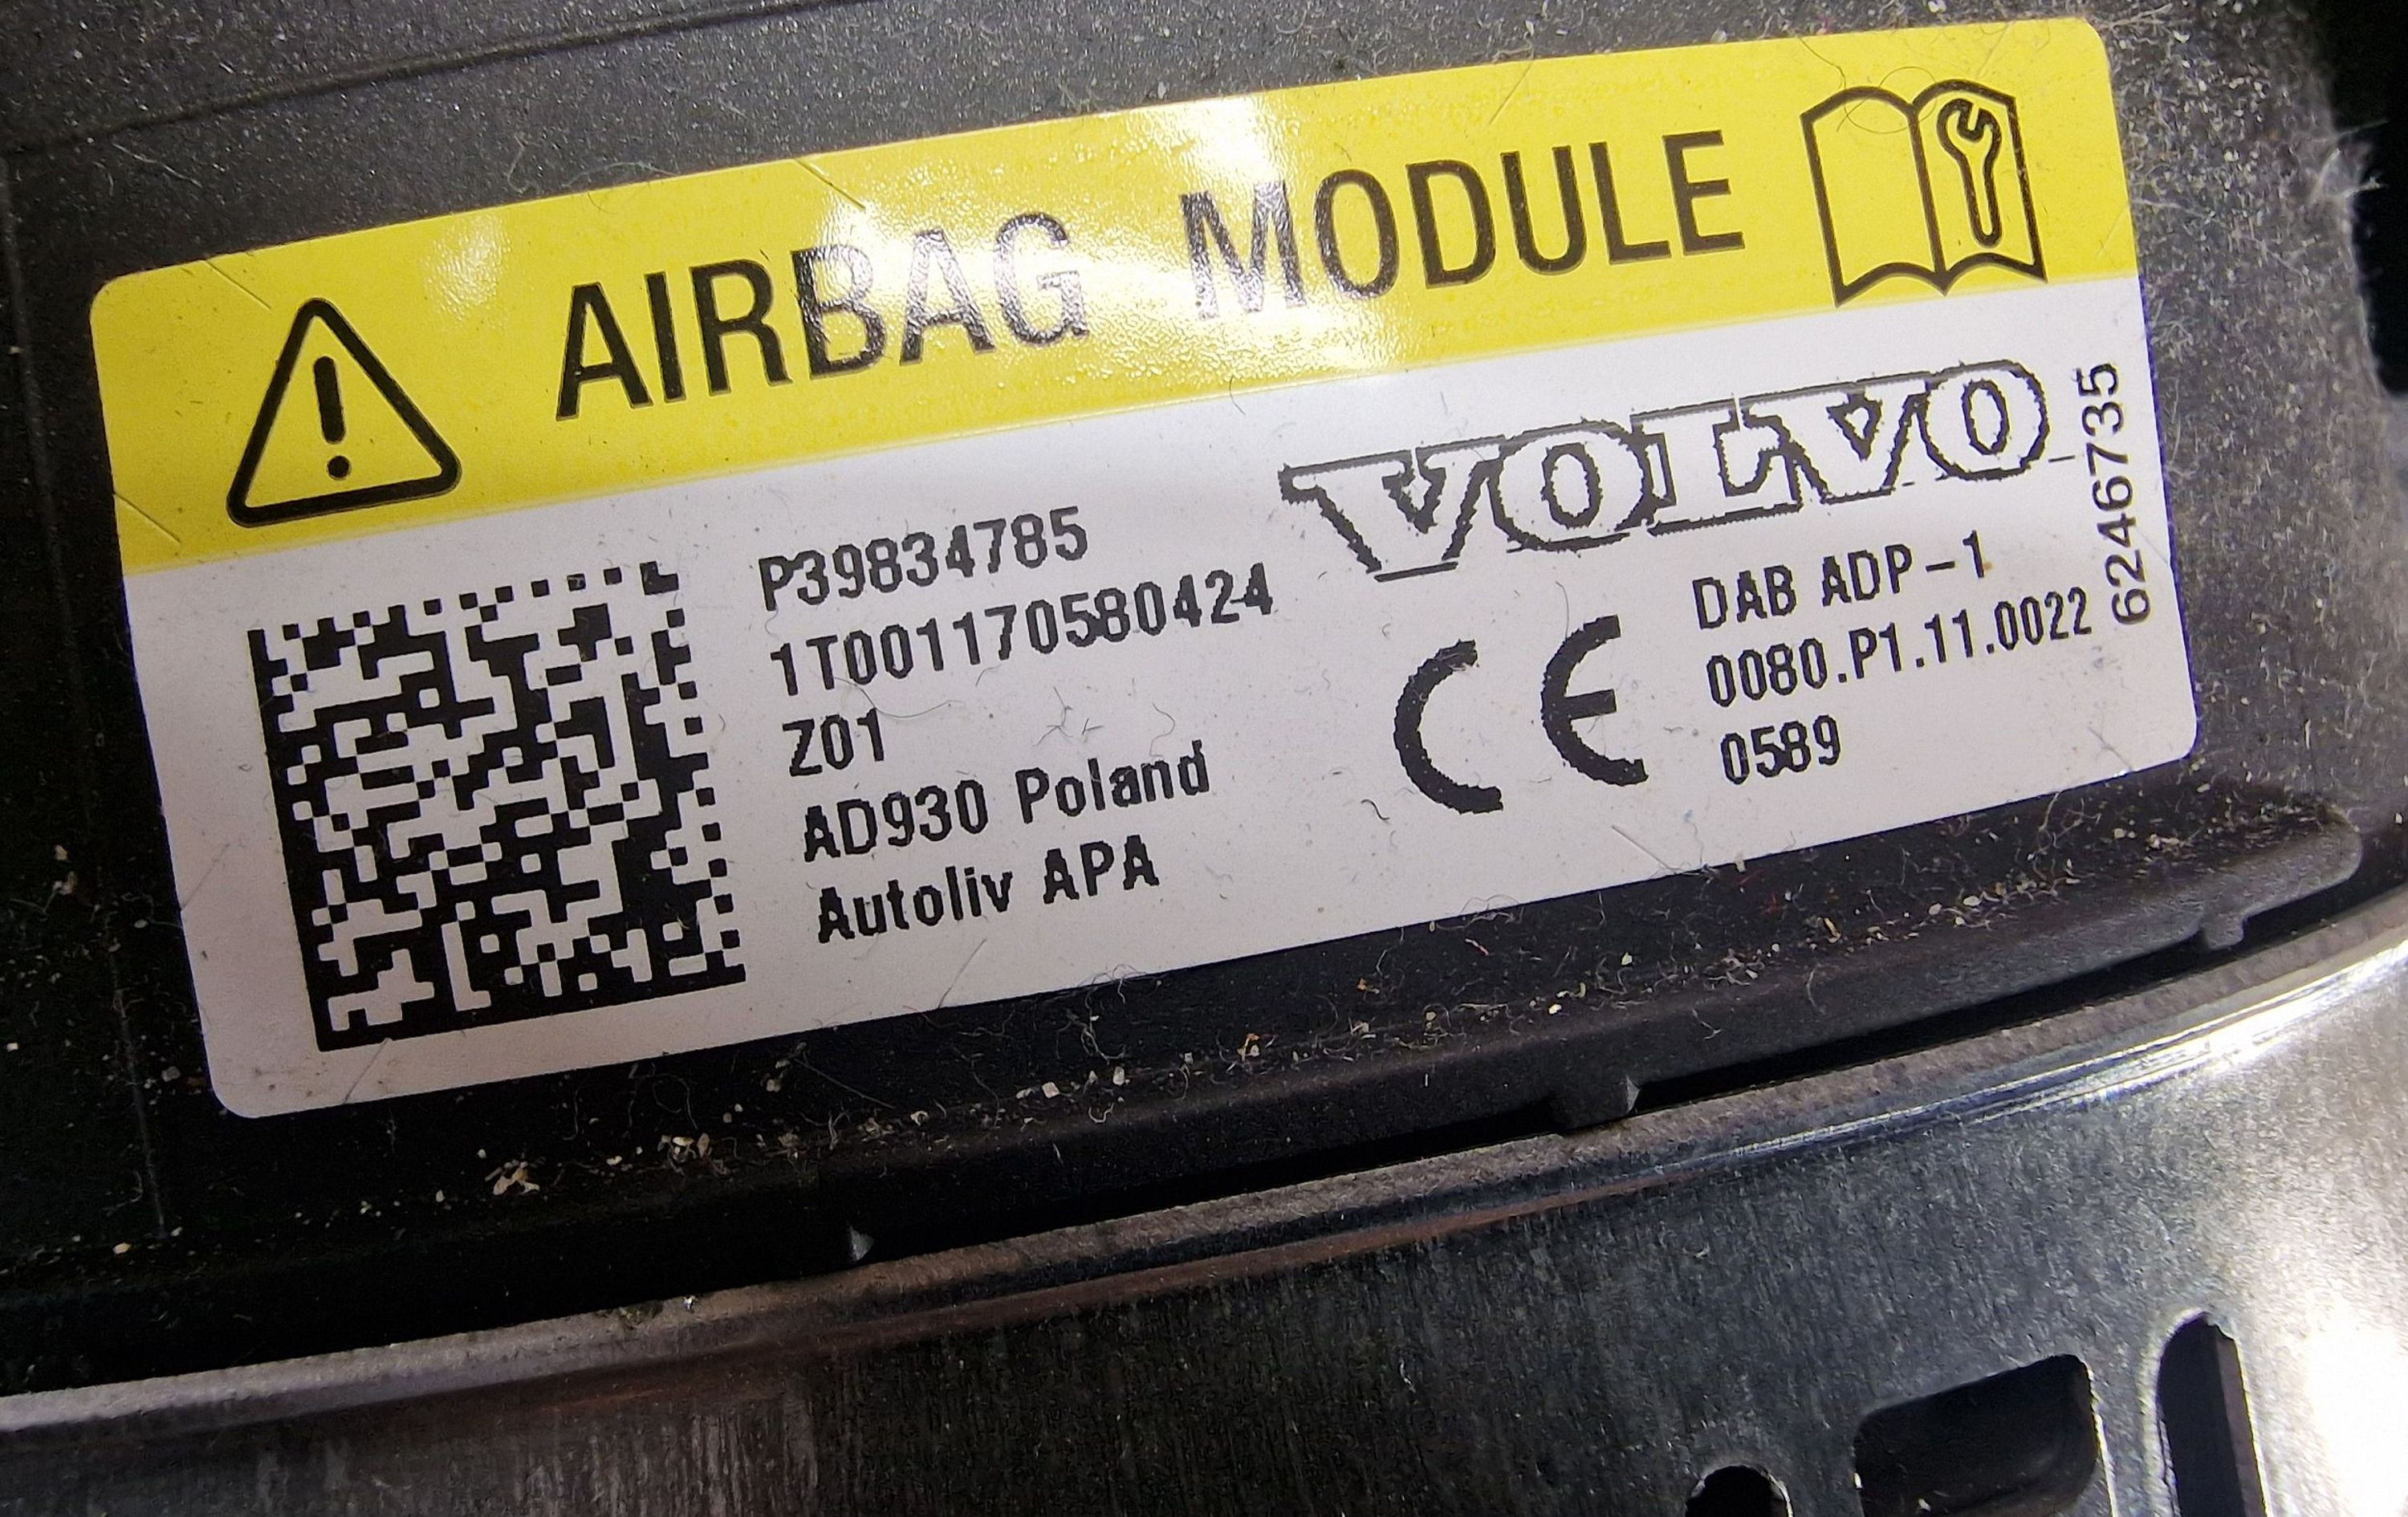 AIRBAG MODULE
VOLVO
P39834785
1T001170580424
Z01
AD930 Poland
Autoliv APA
CE
DAB ADP-1
0080.P1.11.0022
0589
6246735